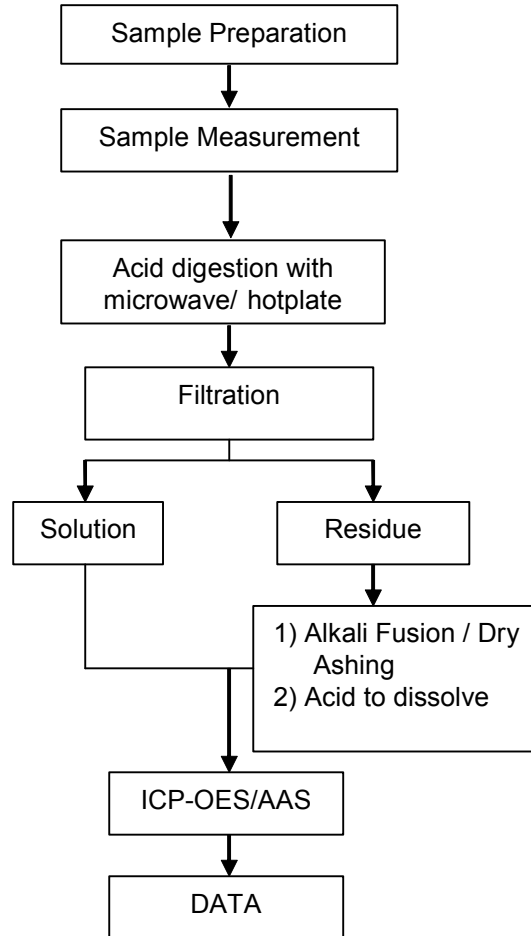 Sample Preparation
Sample Measurement
Acid digestion with
microwave/ hotplate
Filtration
Solution
Residue
1) Alkali Fusion / Dry
Ashing
2) Acid to dissolve
ICP-OES/AAS
DATA